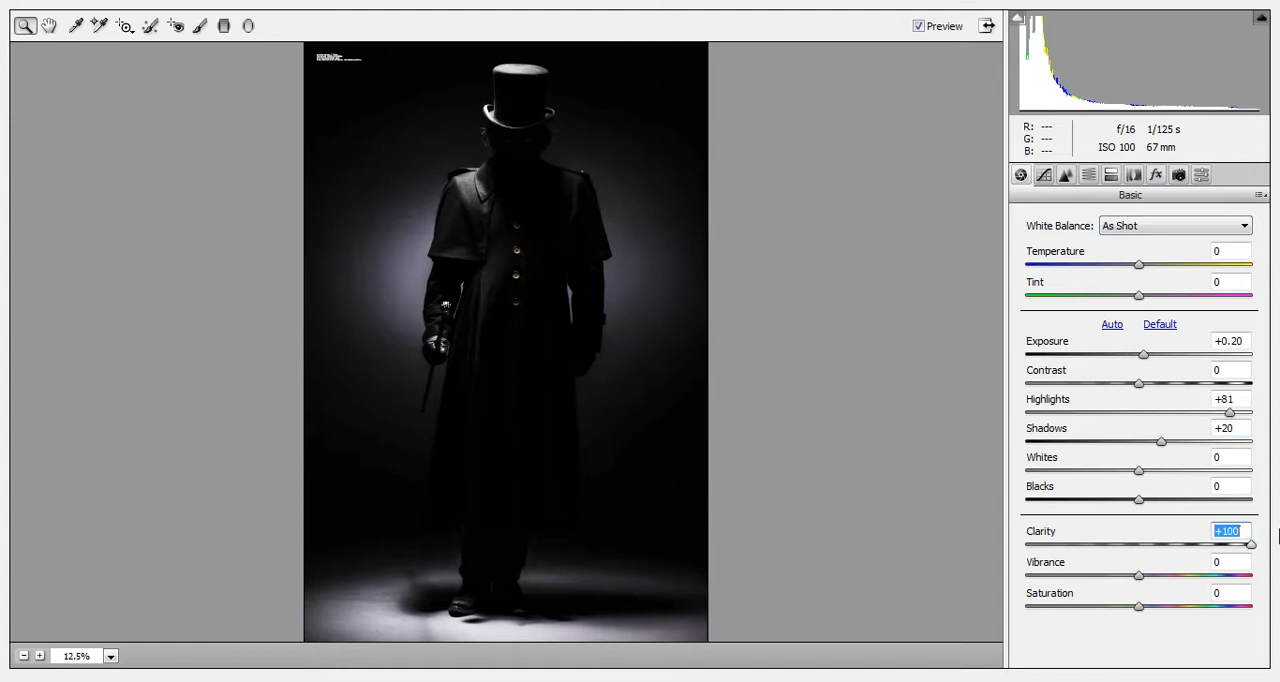 Preview
R: ---
G: ---
B: ---
f/16 1/125 s
ISO 100 67 mm
fx
Basic
White Balance: As Shot
Temperature 0
Tint 0
Auto Default
Exposure +0.20
Contrast 0
Highlights +81
Shadows +20
Whites 0
Blacks 0
Clarity +100
Vibrance 0
Saturation 0
12.5%